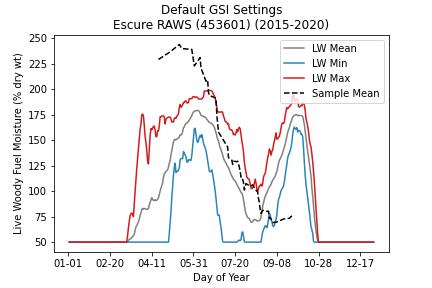 Default GSI Settings
Escure RAWS (453601) (2015-2020)
Live Woody Fuel Moisture (% dry wt)
250
225
200
175
150
125
100
75
50
LW Mean
LW Min
LW Max
Sample Mean
01-01 02-20 04-11 05-31 07-20 09-08 10-28 12-17
Day of Year